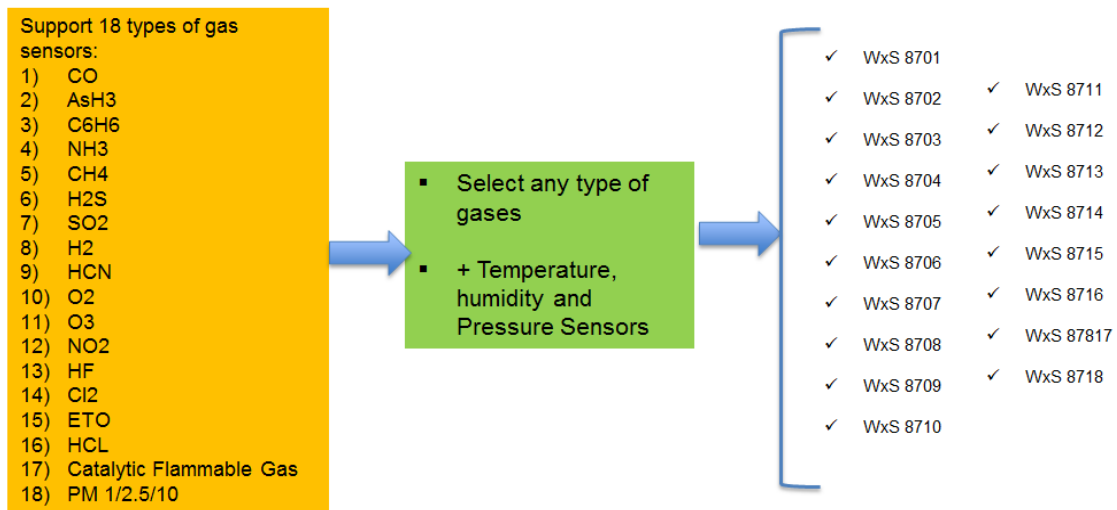 Support 18 types of gas
sensors:
1) CO
2) AsH3
3) C6H6
4) NH3
5) CH4
6) H2S
7) SO2
8) H2
9) HCN
10) O2
11) O3
12) NO2
13) HF
14) Cl2
15) ETO
16) HCL
17) Catalytic Flammable Gas
18) PM 1/2.5/10
▪ Select any type of
gases
▪ + Temperature,
humidity and
Pressure Sensors
✓ WxS 8701
✓ WxS 8702
✓ WxS 8703
✓ WxS 8704
✓ WxS 8705
✓ WxS 8706
✓ WxS 8707
✓ WxS 8708
✓ WxS 8709
✓ WxS 8710
✓ WxS 8711
✓ WxS 8712
✓ WxS 8713
✓ WxS 8714
✓ WxS 8715
✓ WxS 8716
✓ WxS 87817
✓ WxS 8718